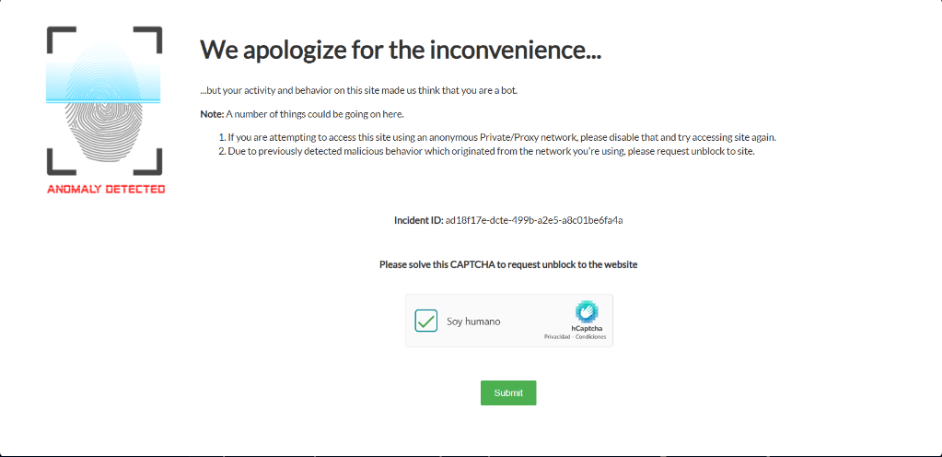 We apologize for the inconvenience...
...but your activity and behavior on this site made us think that you are a bot.
Note: A number of things could be going on here.
1. If you are attempting to access this site using an anonymous Private/Proxy network, please disable that and try accessing site again.
2. Due to previously detected malicious behavior which originated from the network you're using, please request unblock to site.
ANOMALY DETECTED
Incident ID: ad18f17e-dcte-499b-a2e5-a8c01be6fa4a
Please solve this CAPTCHA to request unblock to the website
Soy humano
hCaptcha
Privacidad - Condiciones
Submit